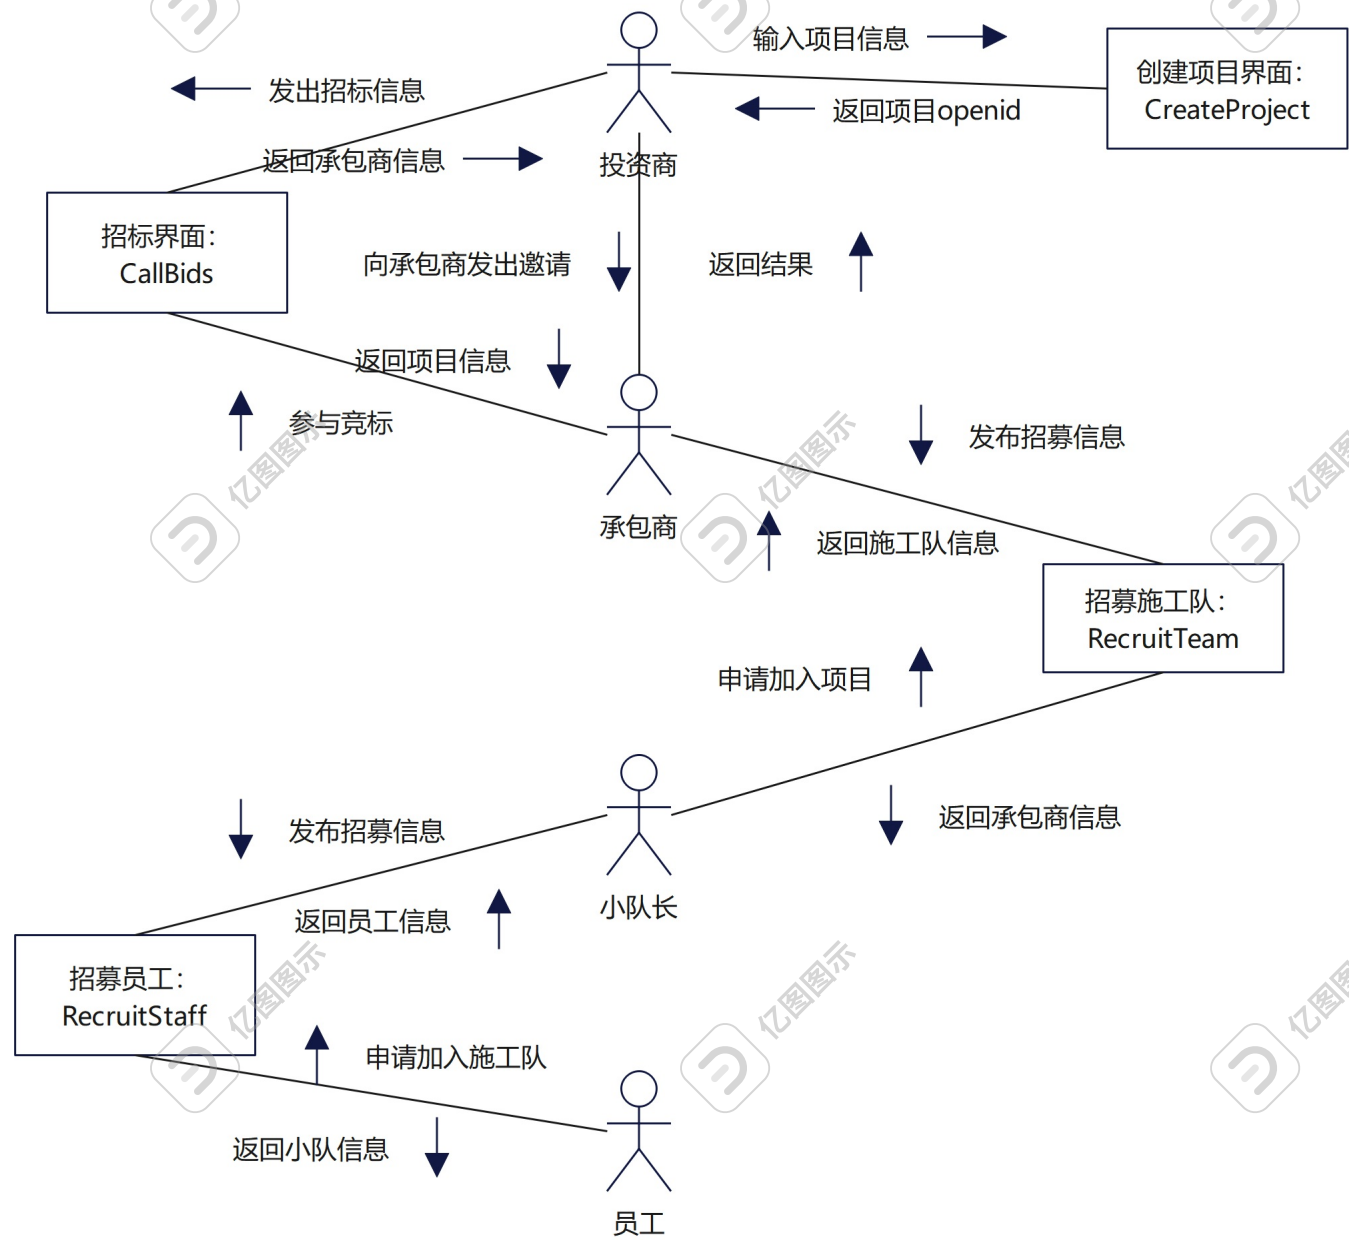 输入项目信息
创建项目界面：
CreateProject
发出招标信息
返回项目openid
返回承包商信息
投资商
招标界面：
CallBids
向承包商发出邀请
返回结果
返回项目信息
参与竞标
发布招募信息
亿图图示
亿图图示
亿图图示
承包商
返回施工队信息
招募施工队：
RecruitTeam
申请加入项目
发布招募信息
返回承包商信息
小队长
返回员工信息
招募员工：
RecruitStaff
亿图图示
亿图图示
亿图图示
申请加入施工队
返回小队信息
员工